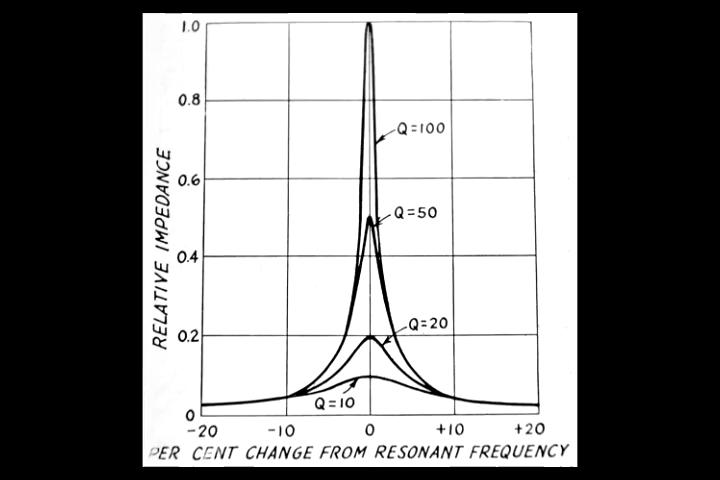 1.0
0.8
Q=100
0.6
Q=50
0.4
Q=20
0.2
Q=10
0
-20 -10 0 +10 +20
RELATIVE IMPEDANCE
PER CENT CHANGE FROM RESONANT FREQUENCY